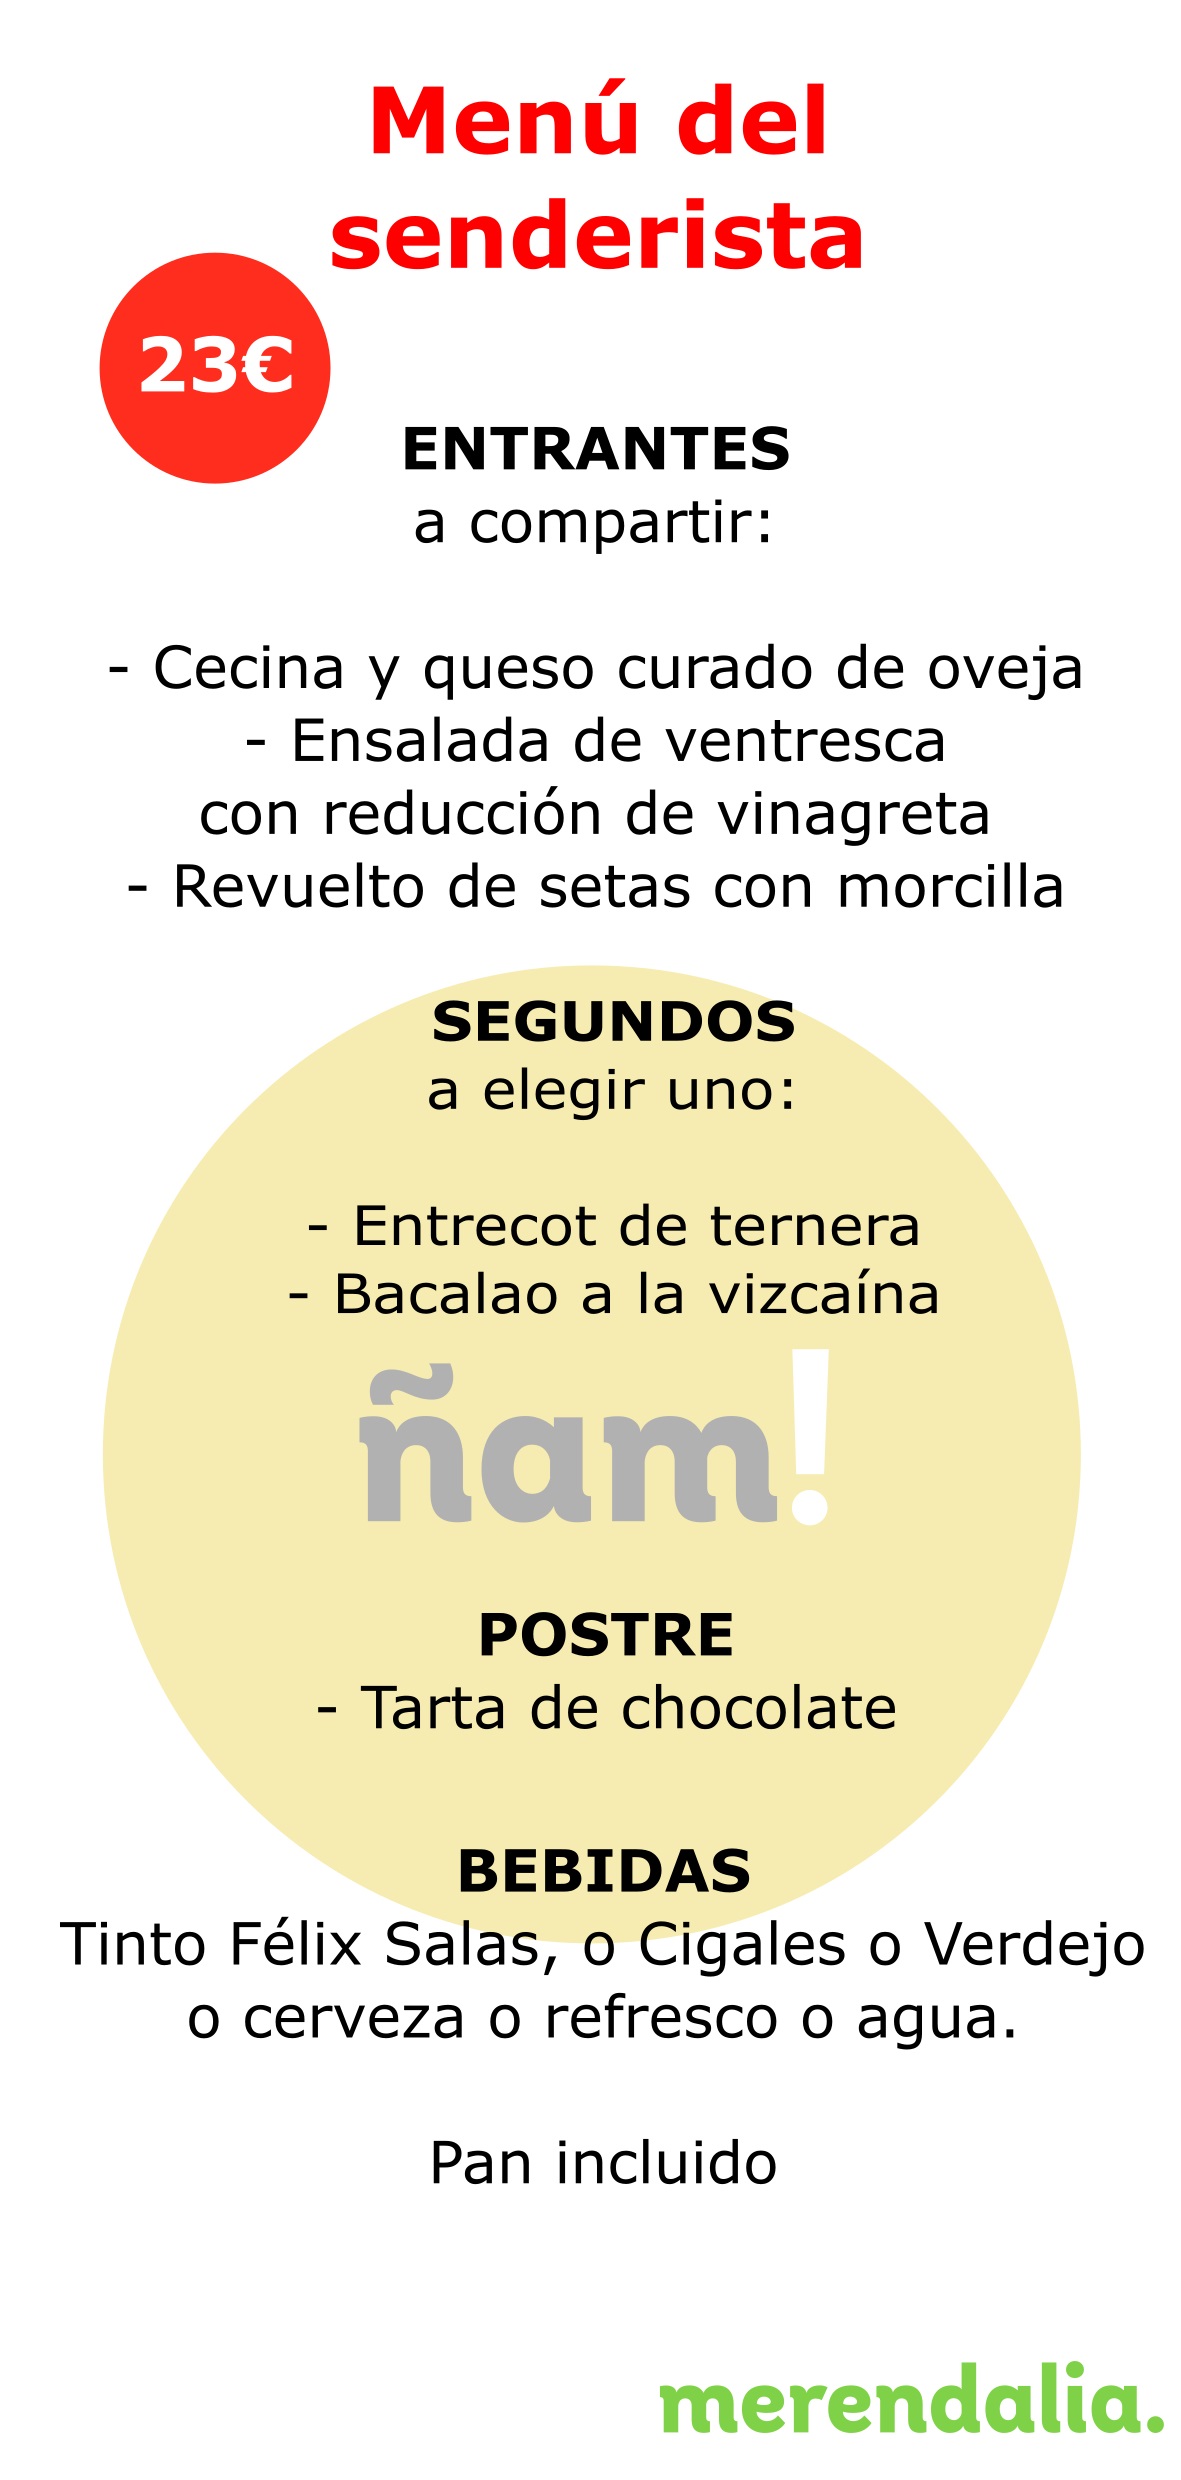 Menú del
senderista
23€
ENTRANTES
a compartir:
- Cecina y queso curado de oveja
- Ensalada de ventresca
con reducción de vinagreta
- Revuelto de setas con morcilla
SEGUNDOS
a elegir uno:
- Entrecot de ternera
- Bacalao a la vizcaína
ñam!
POSTRE
- Tarta de chocolate
BEBIDAS
Tinto Félix Salas, o Cigales o Verdejo
o cerveza o refresco o agua.
Pan incluido
merendalia.